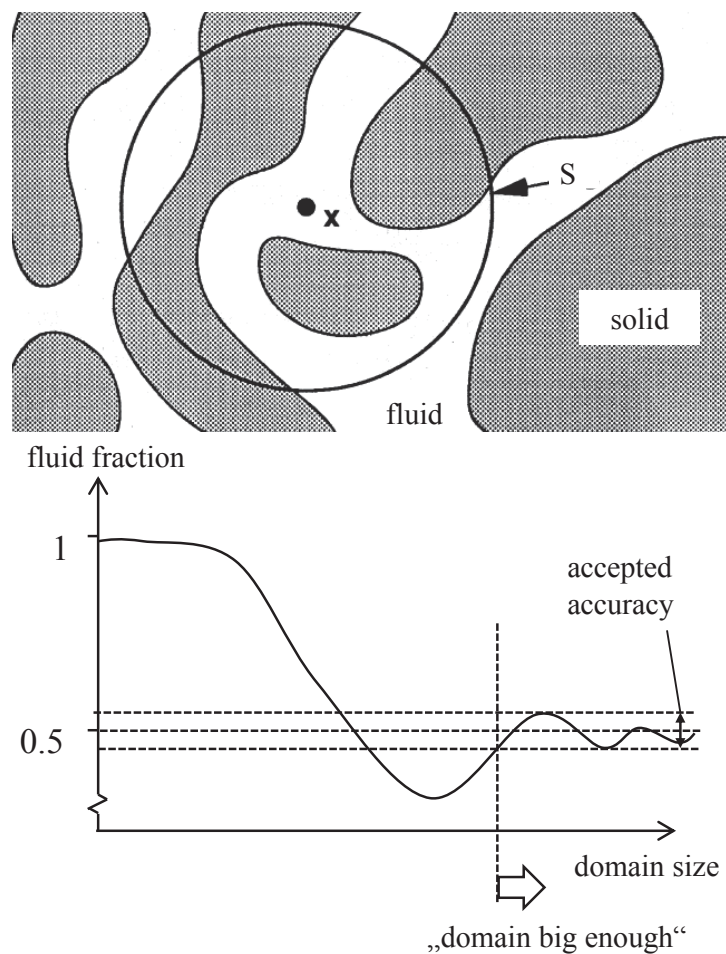 S
x
solid
fluid
fluid fraction
1
accepted
accuracy
0.5
domain size
„domain big enough“